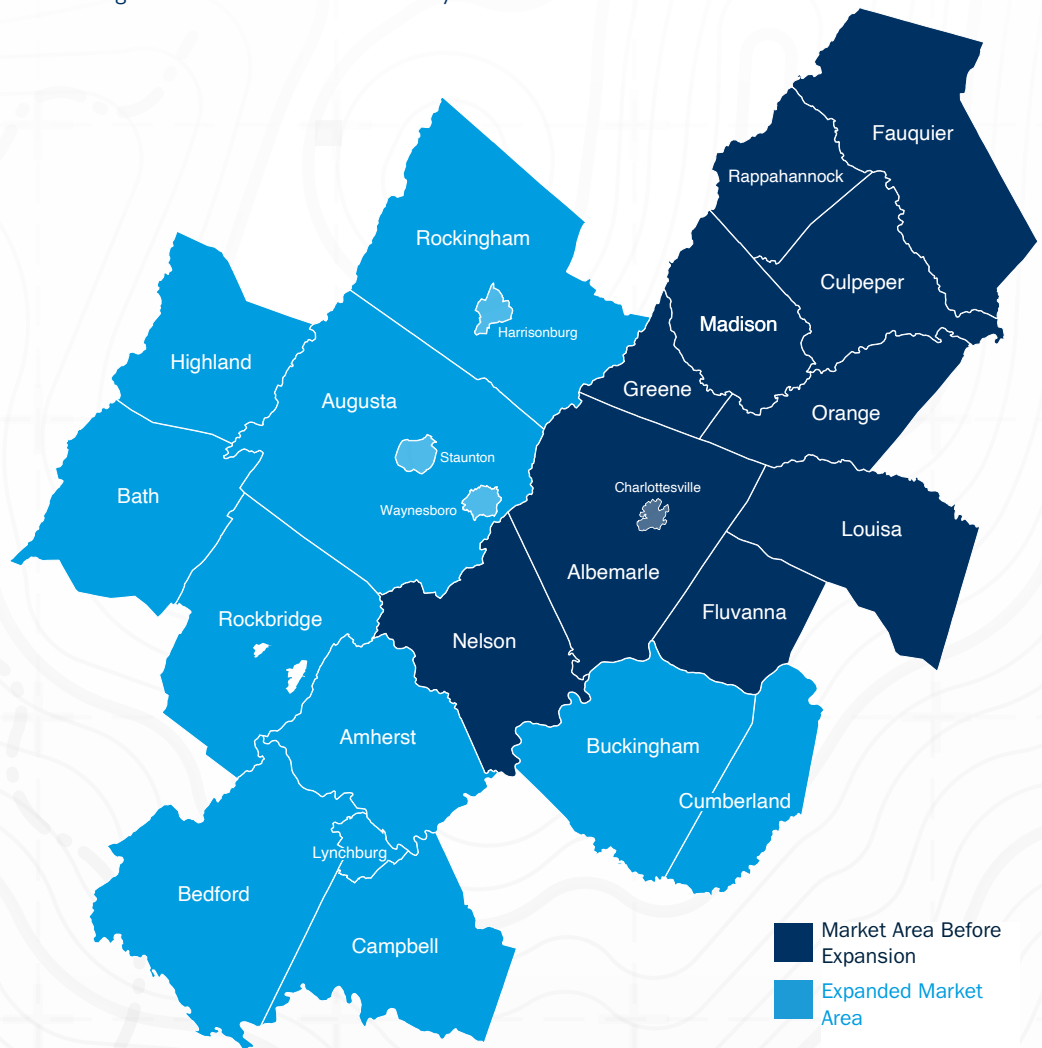 Fauquier
Rappahannock
Rockingham
Culpeper
Harrisonburg
Madison
Highland
Greene
Augusta
Orange
Staunton
Charlottesville
Bath
Waynesboro
Louisa
Albemarle
Fluvanna
Rockbridge
Nelson
Amherst
Buckingham
Cumberland
Lynchburg
Bedford
Campbell
Market Area Before
Expansion
Expanded Market
Area